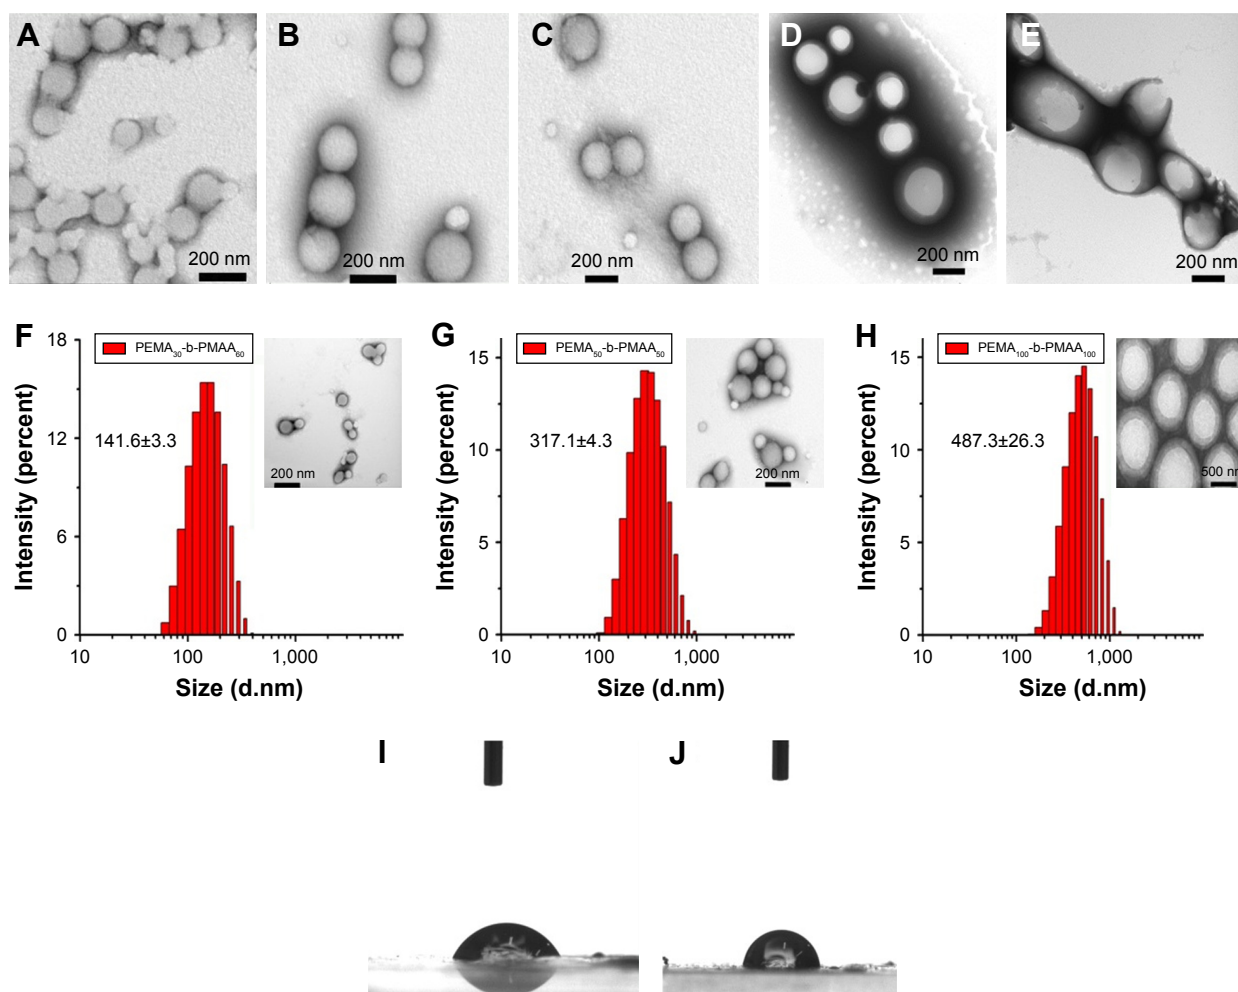 A B C D E
200 nm 200 nm 200 nm 200 nm 200 nm
F G H
PEMA30-b-PMAA60
PEMA50-b-PMAA50
PEMA100-b-PMAA100
18
12
6
0
Intensity (percent)
141.6±3.3
200 nm
10 100 1,000
Size (d.nm)
15
10
5
0
Intensity (percent)
317.1±4.3
200 nm
10 100 1,000
Size (d.nm)
15
10
5
0
Intensity (percent)
487.3±26.3
500 nm
10 100 1,000
Size (d.nm)
I J